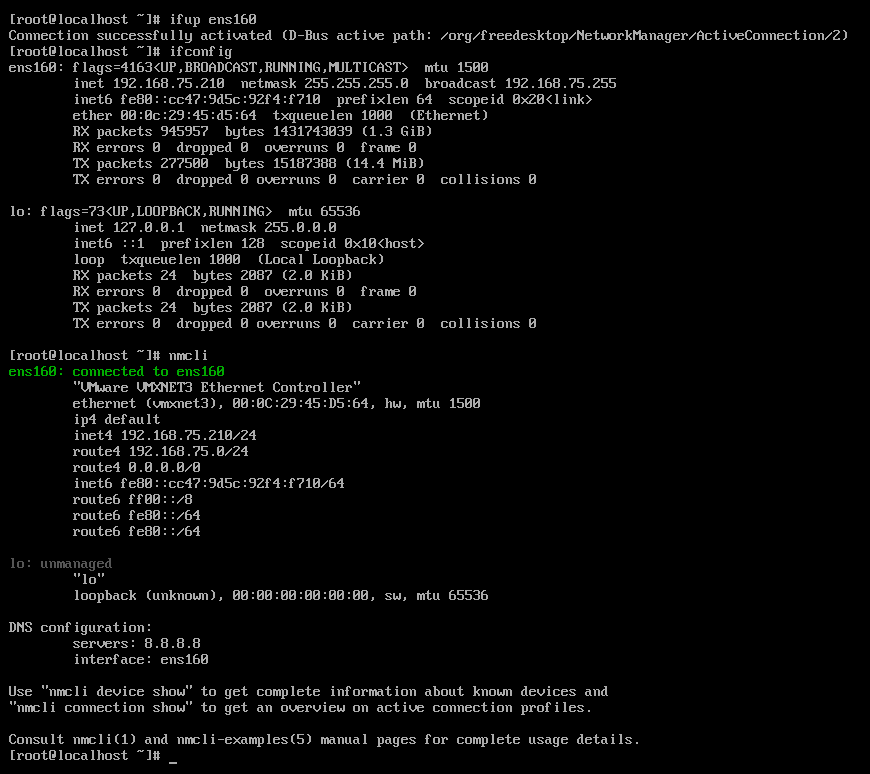 [root@localhost ~]# ifup ens160
Connection successfully activated (D-Bus active path: /org/freedesktop/NetworkManager/ActiveConnection/2)
[root@localhost ~]# ifconfig
ens160: flags=4163<UP,BROADCAST,RUNNING,MULTICAST>  mtu 1500
        inet 192.168.75.210  netmask 255.255.255.0  broadcast 192.168.75.255
        inet6 fe80::cc47:9d5c:92f4:f710  prefixlen 64  scopeid 0x20<link>
        ether 00:0c:29:45:d5:64  txqueuelen 1000  (Ethernet)
        RX packets 945957  bytes 1431743039 (1.3 GiB)
        RX errors 0  dropped 0  overruns 0  frame 0
        TX packets 277500  bytes 15187388 (14.4 MiB)
        TX errors 0  dropped 0 overruns 0  carrier 0  collisions 0
lo: flags=73<UP,LOOPBACK,RUNNING>  mtu 65536
        inet 127.0.0.1  netmask 255.0.0.0
        inet6 ::1  prefixlen 128  scopeid 0x10<host>
        loop  txqueuelen 1000  (Local Loopback)
        RX packets 24  bytes 2087 (2.0 KiB)
        RX errors 0  dropped 0  overruns 0  frame 0
        TX packets 24  bytes 2087 (2.0 KiB)
        TX errors 0  dropped 0 overruns 0  carrier 0  collisions 0
[root@localhost ~]# nmcli
ens160: connected to ens160
        "VMware VMXNET3 Ethernet Controller"
        ethernet (vmxnet3), 00:0C:29:45:D5:64, hw, mtu 1500
        ip4 default
        inet4 192.168.75.210/24
        route4 192.168.75.0/24
        route4 0.0.0.0/0
        inet6 fe80::cc47:9d5c:92f4:f710/64
        route6 ff00::/8
        route6 fe80::/64
        route6 fe80::/64
lo: unmanaged
        "lo"
        loopback (unknown), 00:00:00:00:00:00, sw, mtu 65536
DNS configuration:
        servers: 8.8.8.8
        interface: ens160
Use "nmcli device show" to get complete information about known devices and
"nmcli connection show" to get an overview on active connection profiles.
Consult nmcli(1) and nmcli-examples(5) manual pages for complete usage details.
[root@localhost ~]# _